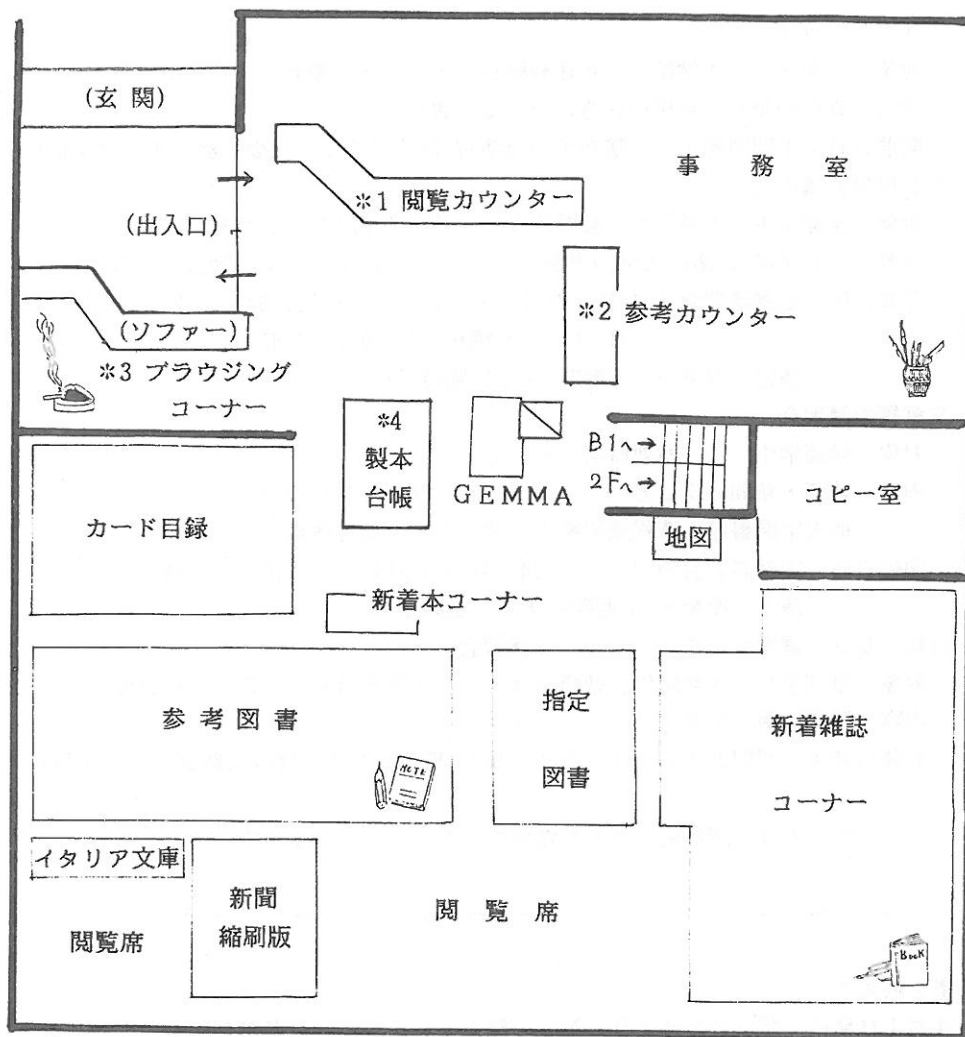 (玄 関)
事 務 室
*1 閲覧カウンター
(出入口)
*2 参考カウンター
(ソファー)
*3 ブラウジング
コーナー
*4
製本
台帳
GEMMA
B1へ→
2Fへ→
コピー室
地図
カード目録
新着本コーナー
参 考 図 書
NOTE
指定
図書
新着雑誌
コーナー
イタリア文庫
新聞
縮刷版
閲 覧 席
閲覧席
BooK